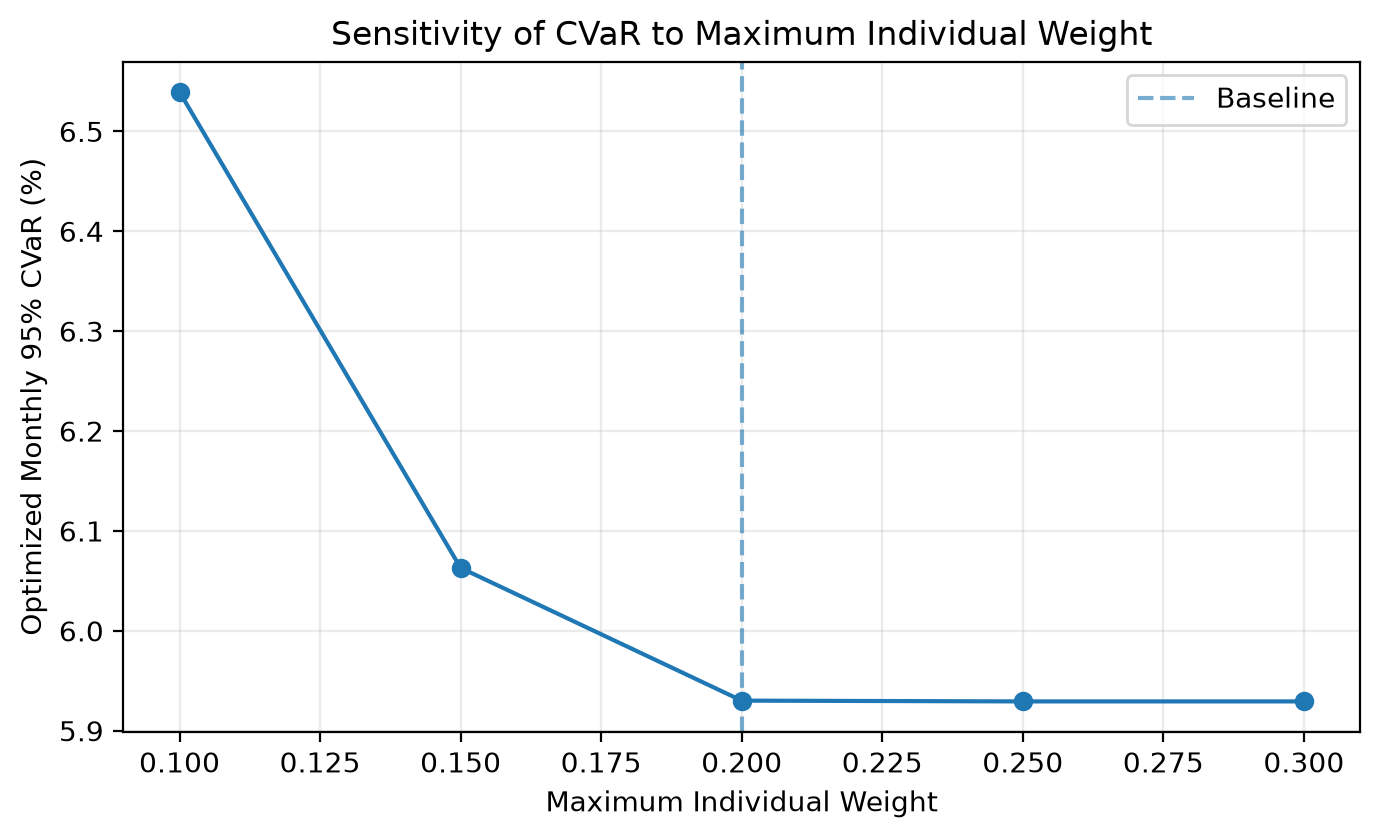 Sensitivity of CVaR to Maximum Individual Weight
Baseline
Optimized Monthly 95% CVaR (%)
6.5
6.4
6.3
6.2
6.1
6.0
5.9
0.100 0.125 0.150 0.175 0.200 0.225 0.250 0.275 0.300
Maximum Individual Weight